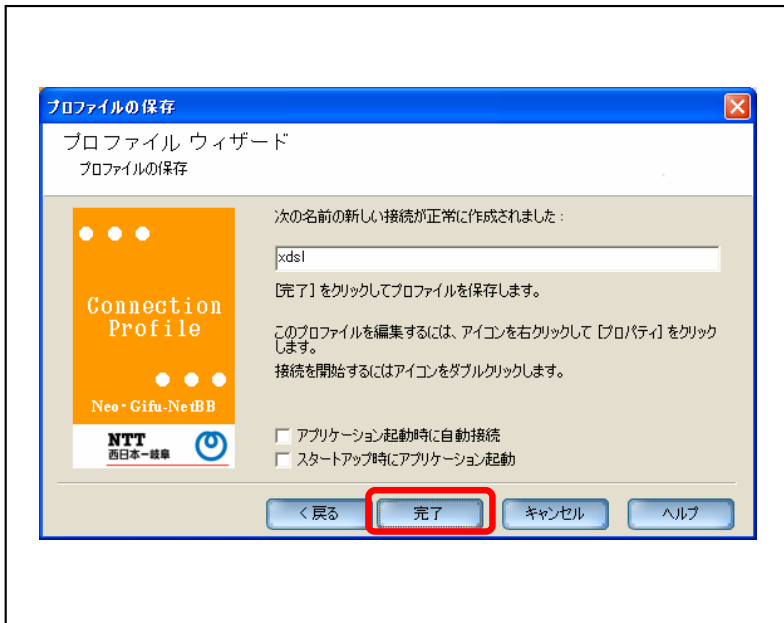 プロファイルの保存
プロファイル ウィザード
プロファイルの保存
次の名前の新しい接続が正常に作成されました：
xdsl
[完了] をクリックしてプロファイルを保存します。
このプロファイルを編集するには、アイコンを右クリックして [プロパティ] をクリック
します。
接続を開始するにはアイコンをダブルクリックします。
Connection
Profile
Neo・Gifu-NetBB
NTT
西日本－岐阜
アプリケーション起動時に自動接続
スタートアップ時にアプリケーション起動
< 戻る
完了
キャンセル
ヘルプ